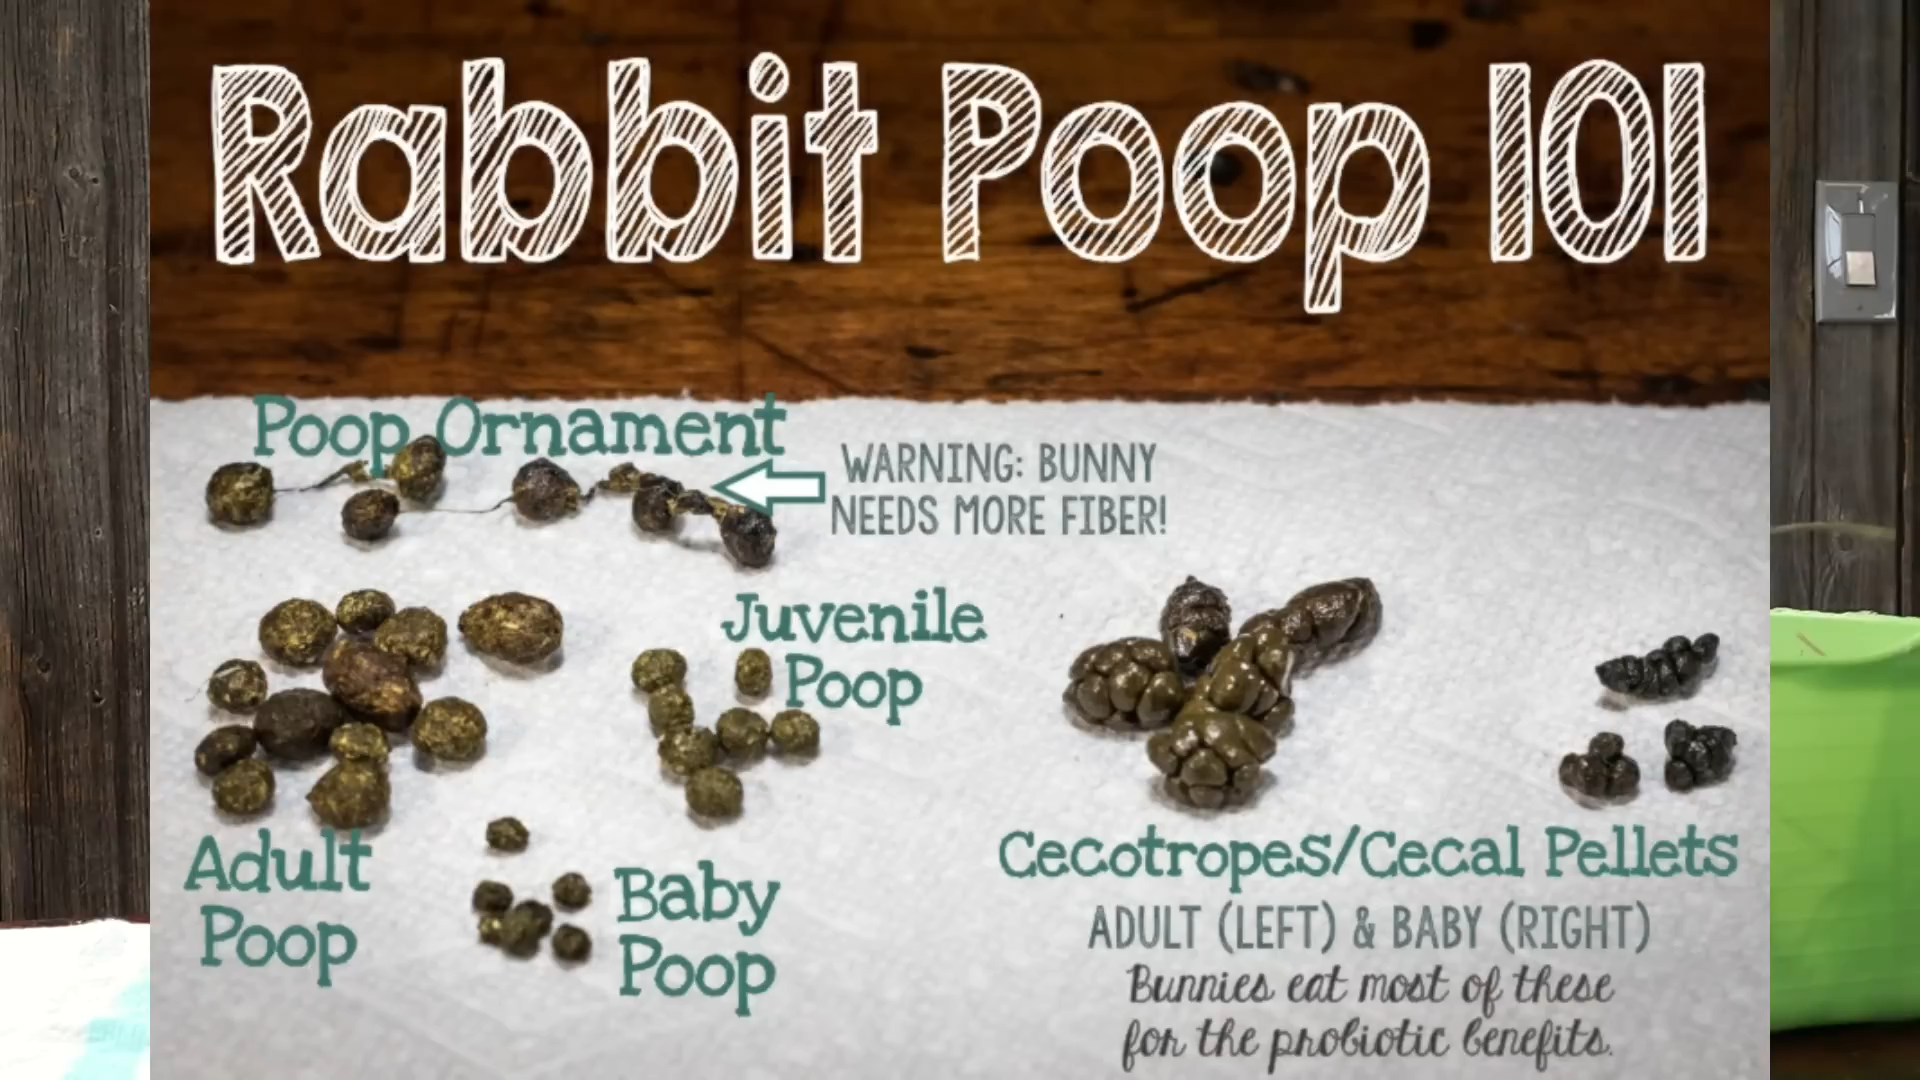 Rabbit Poop 101
Poop Ornament
WARNING: BUNNY
NEEDS MORE FIBER!
Juvenile
Poop
Adult
Poop
Baby
Poop
Cecotropes/Cecal Pellets
ADULT (LEFT) & BABY (RIGHT)
Bunnies eat most of these
for the probiotic benefits.